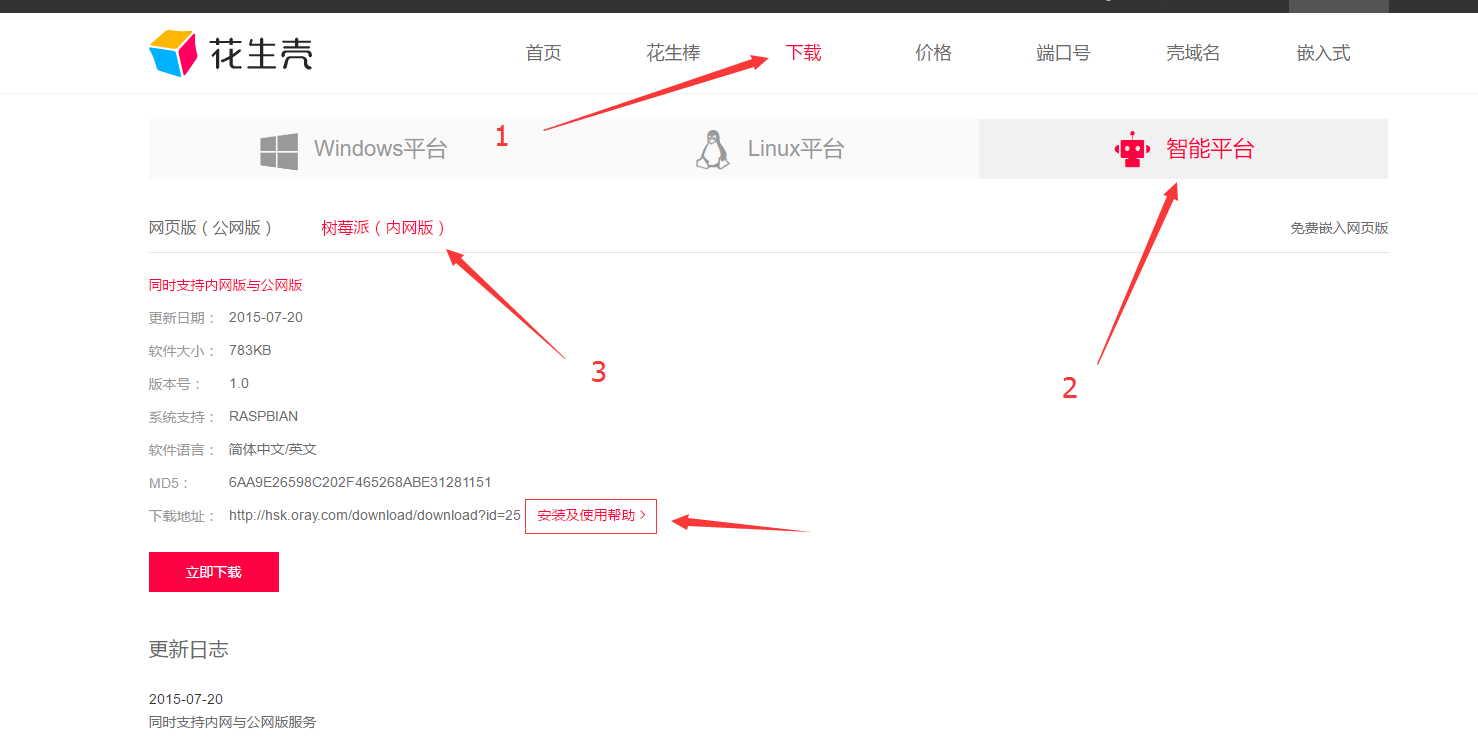 花生壳
首页 花生棒 下载 价格 端口号 壳域名 嵌入式
1
Windows平台 Linux平台 智能平台
网页版（公网版） 树莓派（内网版） 免费嵌入网页版
同时支持内网版与公网版
更新日期： 2015-07-20
软件大小： 783KB
3
版本号： 1.0
2
系统支持： RASPBIAN
软件语言： 简体中文/英文
MD5： 6AA9E26598C202F465268ABE31281151
下载地址： http://hsk.oray.com/download/download?id=25 安装及使用帮助 >
立即下载
更新日志
2015-07-20
同时支持内网与公网版服务